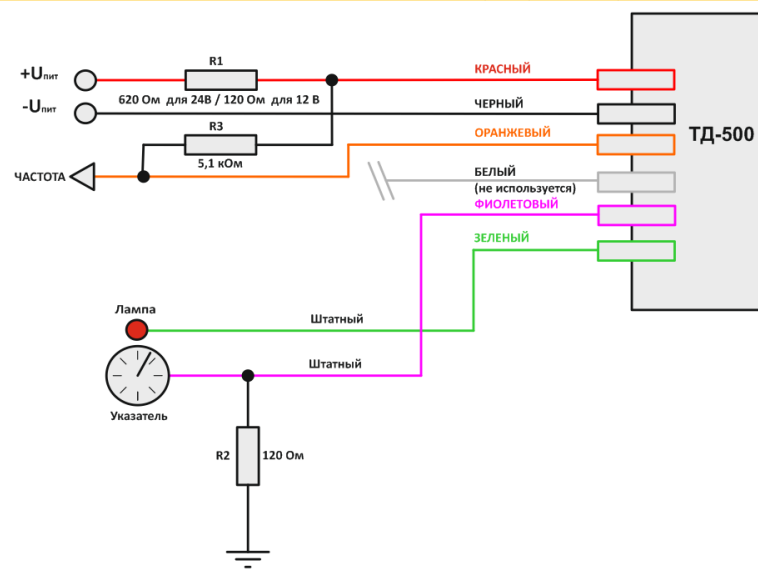 R1
КРАСНЫЙ
+Uпит
620 Ом для 24В / 120 Ом для 12 В
-Uпит
ЧЕРНЫЙ
R3
ОРАНЖЕВЫЙ
ТД-500
5,1 кОм
ЧАСТОТА
БЕЛЫЙ
(не используется)
ФИОЛЕТОВЫЙ
ЗЕЛЕНЫЙ
Лампа
Штатный
Штатный
Указатель
R2
120 Ом